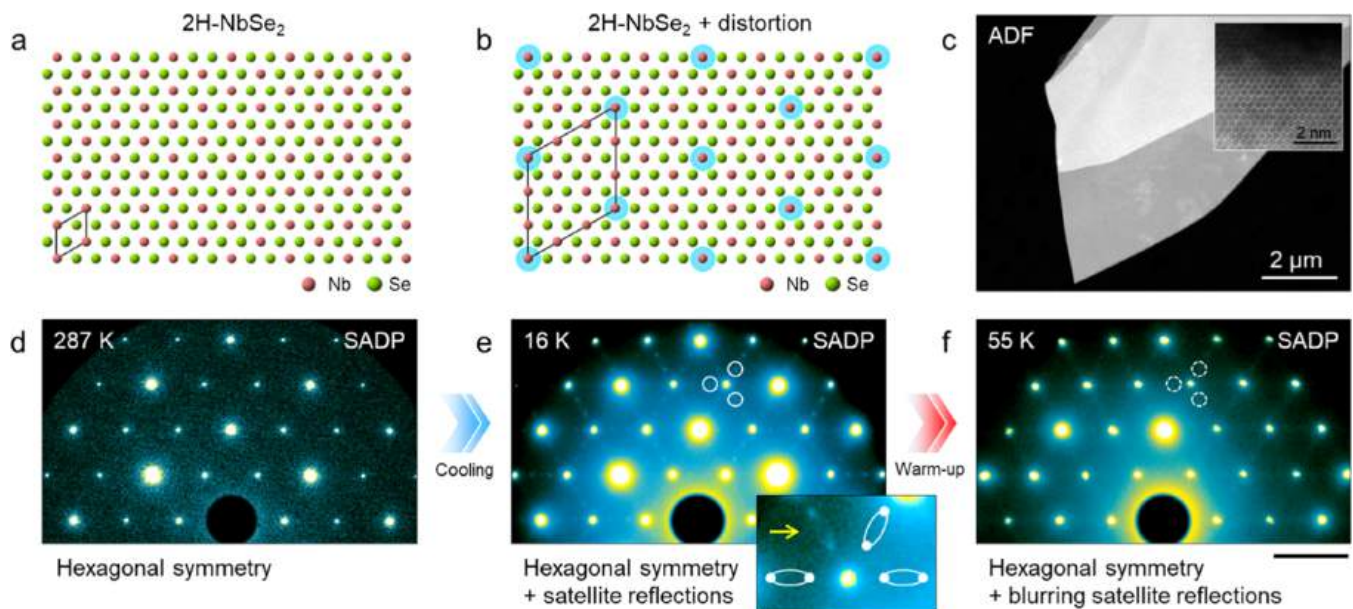 a
2H-NbSe2
Nb Se
b
2H-NbSe2 + distortion
Nb Se
c
ADF
2 nm
2 μm
d
287 K
SADP
Hexagonal symmetry
Cooling
e
16 K
SADP
Hexagonal symmetry
+ satellite reflections
Warm-up
f
55 K
SADP
Hexagonal symmetry
+ blurring satellite reflections